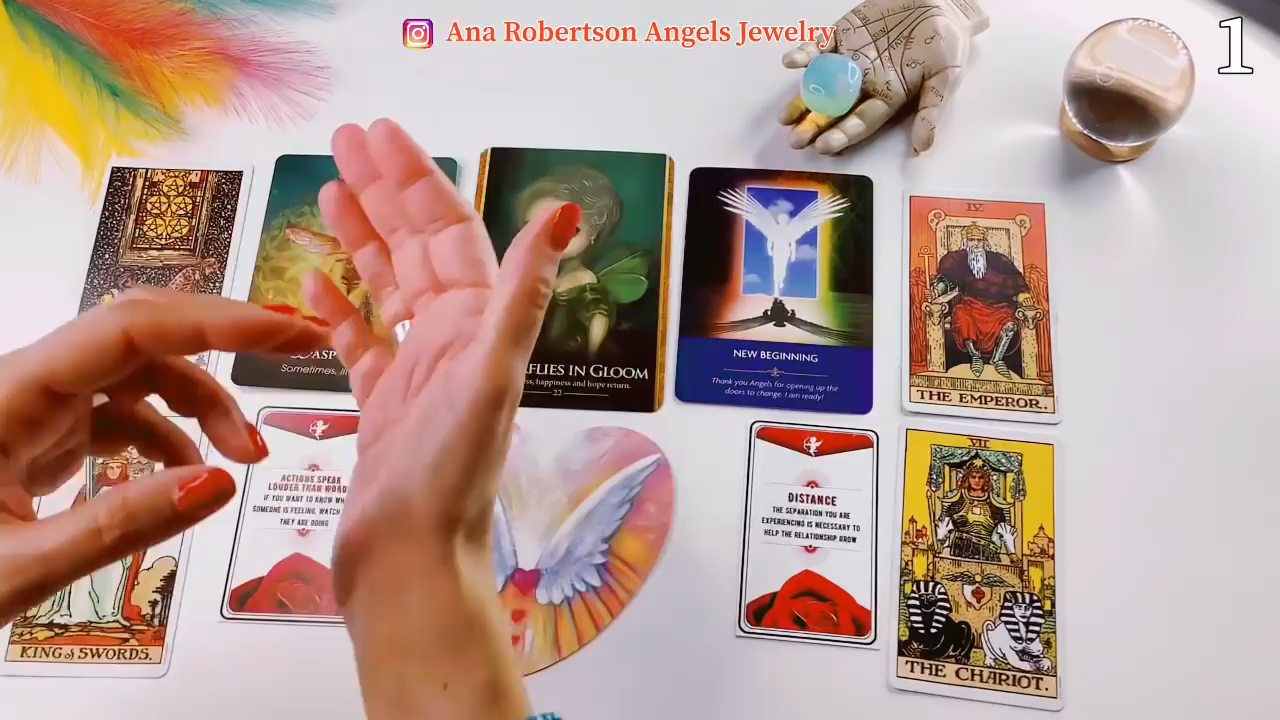 Ana Robertson Angels Jewelry
1
IV
THE EMPEROR.
NEW BEGINNING
Thank you Angels for opening up the
doors to change. I am ready!
IN GLOOM
happiness and hope return.
22
Sometimes,
KING of SWORDS.
ACTIONS SPEAK
LOUDER THAN
IF YOU WANT TO KNOW
SOMEONE IS FEELING, WATCH
THEY ARE DOING
DISTANCE
THE SEPARATION YOU ARE
EXPERIENCING IS NECESSARY TO
HELP THE RELATIONSHIP GROW
VII
THE CHARIOT.